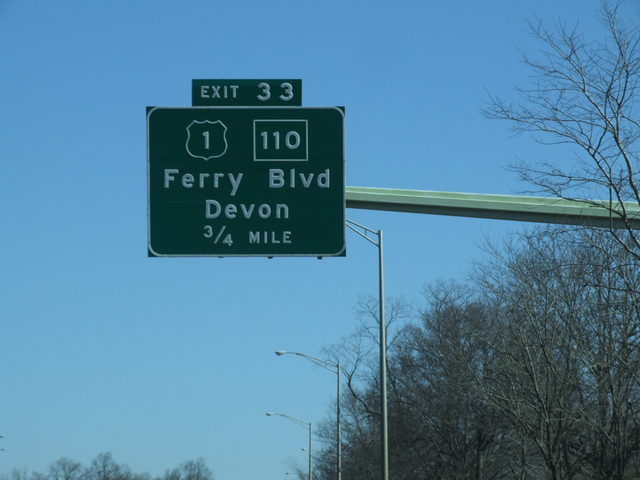 EXIT 33
1 110
Ferry Blvd
Devon
3/4 MILE